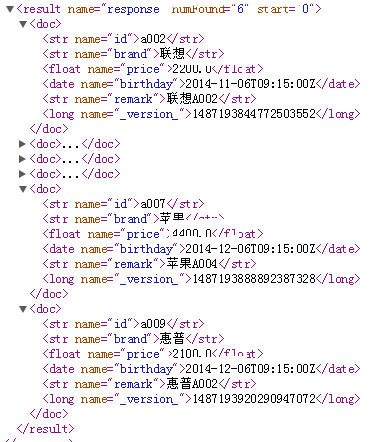 ▼<result name="response" numFound="6" start="0">
▼<doc>
<str name="id">a002</str>
<str name="brand">联想</str>
<float name="price">2200.0</float>
<date name="birthday">2014-11-06T09:15:00Z</date>
<str name="remark">联想A002</str>
<long name="_version_">1487193844772503552</long>
</doc>
▶<doc>...</doc>
▶<doc>...</doc>
▶<doc>...</doc>
▼<doc>
<str name="id">a007</str>
<str name="brand">苹果</str>
<float name="price">4400.0</float>
<date name="birthday">2014-12-06T09:15:00Z</date>
<str name="remark">苹果A004</str>
<long name="_version_">1487193888892387328</long>
</doc>
▼<doc>
<str name="id">a009</str>
<str name="brand">惠普</str>
<float name="price">2100.0</float>
<date name="birthday">2014-12-06T09:15:00Z</date>
<str name="remark">惠普A002</str>
<long name="_version_">1487193920290947072</long>
</doc>
</result>